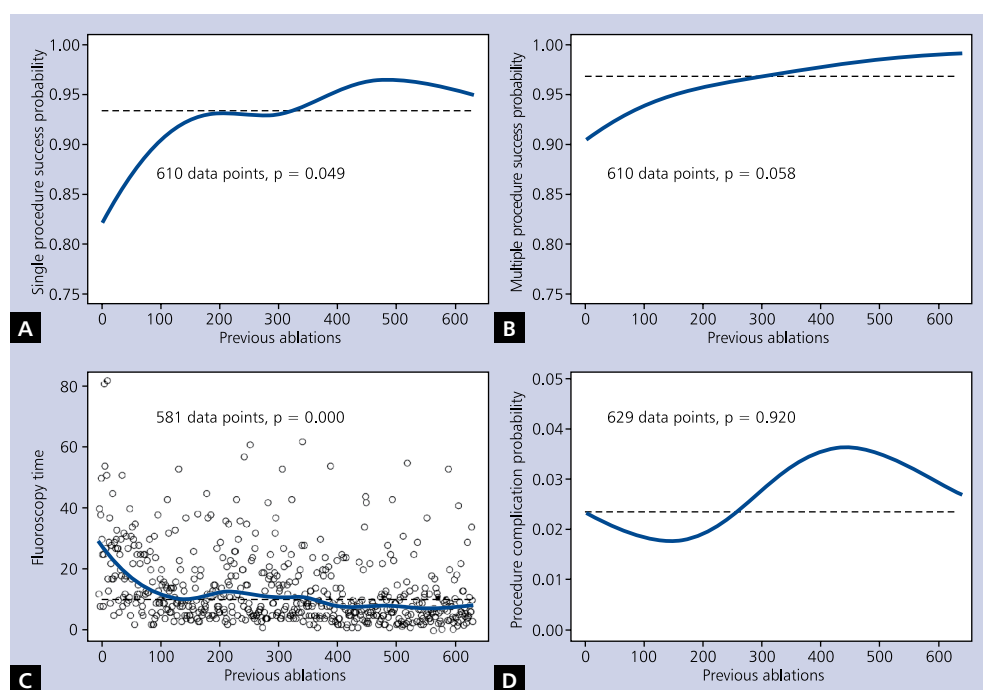 Single procedure success probability
1.00
0.95
0.90
0.85
0.80
0.75
610 data points, p = 0.049
0 100 200 300 400 500 600
Previous ablations
A
Multiple procedure success probability
1.00
0.95
0.90
0.85
0.80
0.75
610 data points, p = 0.058
0 100 200 300 400 500 600
Previous ablations
B
Fluoroscopy time
80
60
40
20
0
581 data points, p = 0.000
0 100 200 300 400 500 600
Previous ablations
C
Procedure complication probability
0.05
0.04
0.03
0.02
0.01
0.00
629 data points, p = 0.920
0 100 200 300 400 500 600
Previous ablations
D